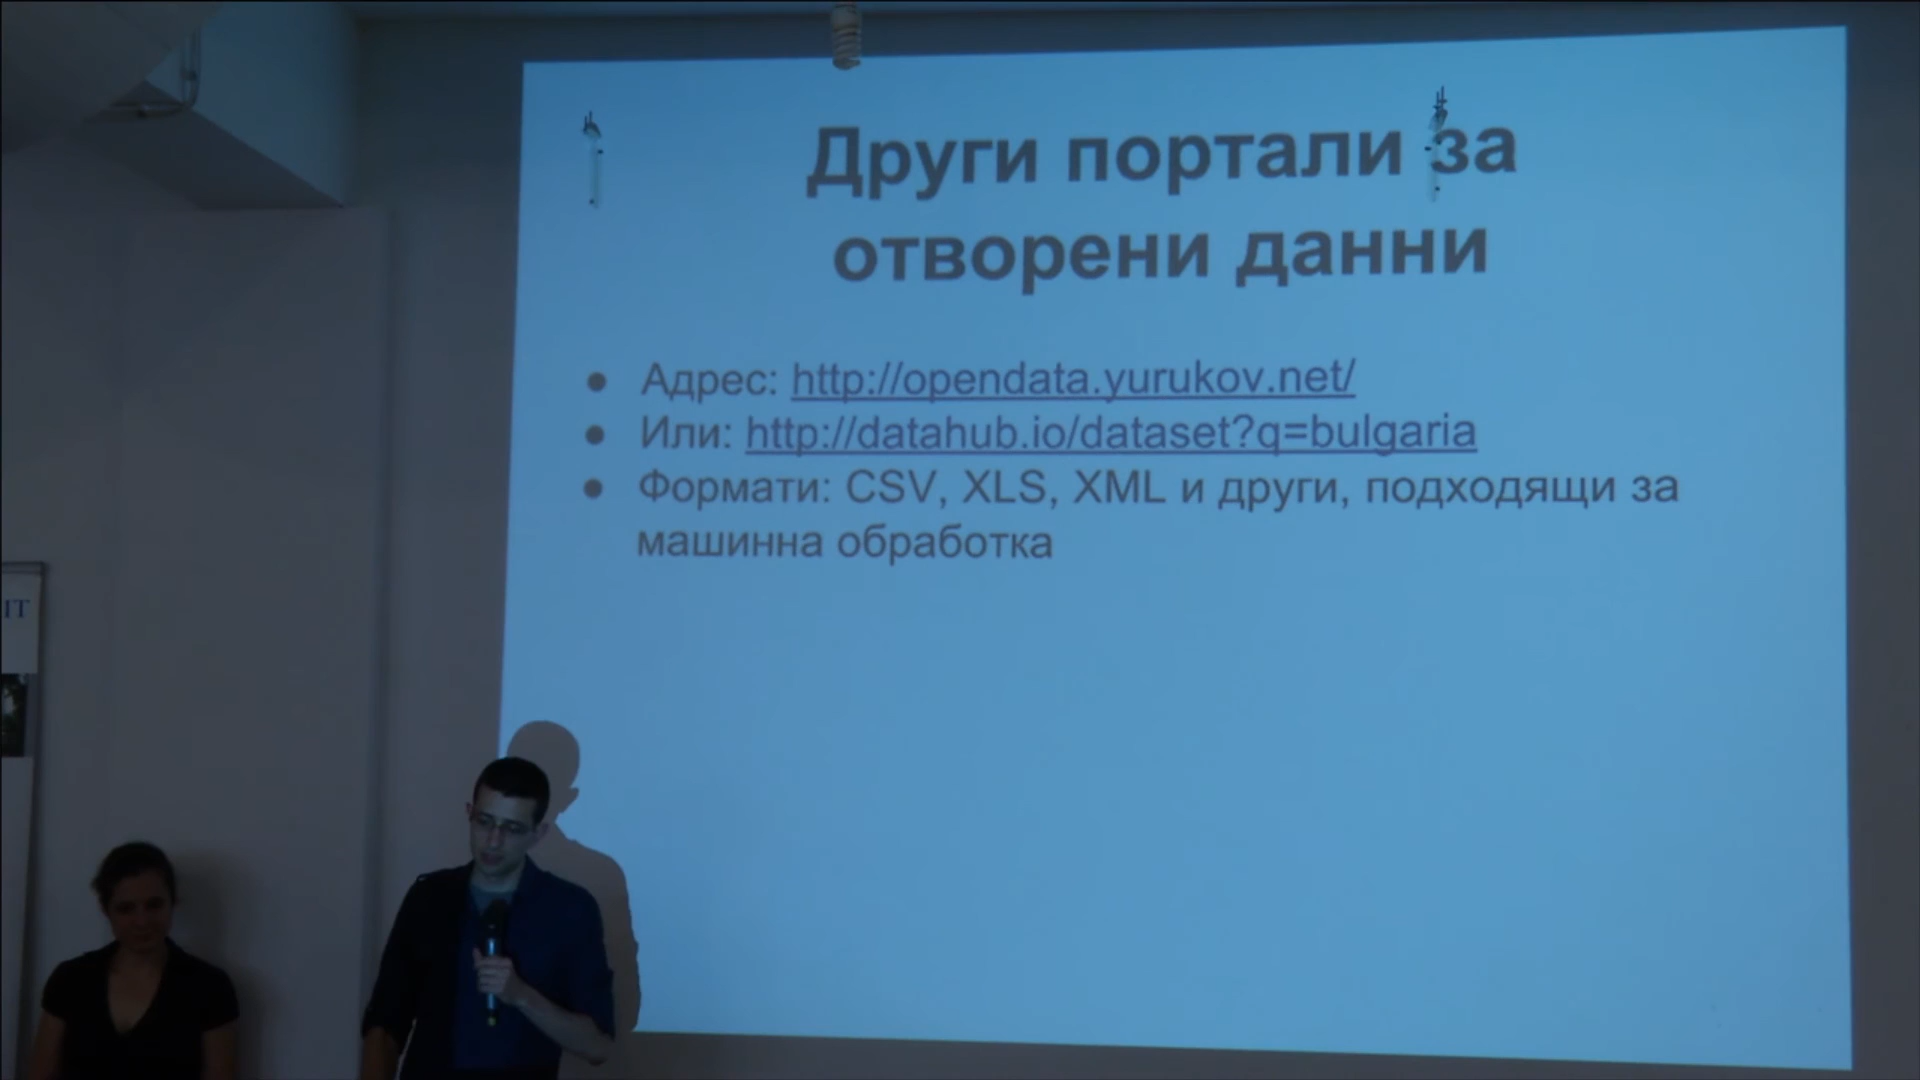 Други портали за
отворени данни
● Адрес: http://opendata.yurukov.net/
● Или: http://datahub.io/dataset?q=bulgaria
● Формати: CSV, XLS, XML и други, подходящи за
машинна обработка
IT